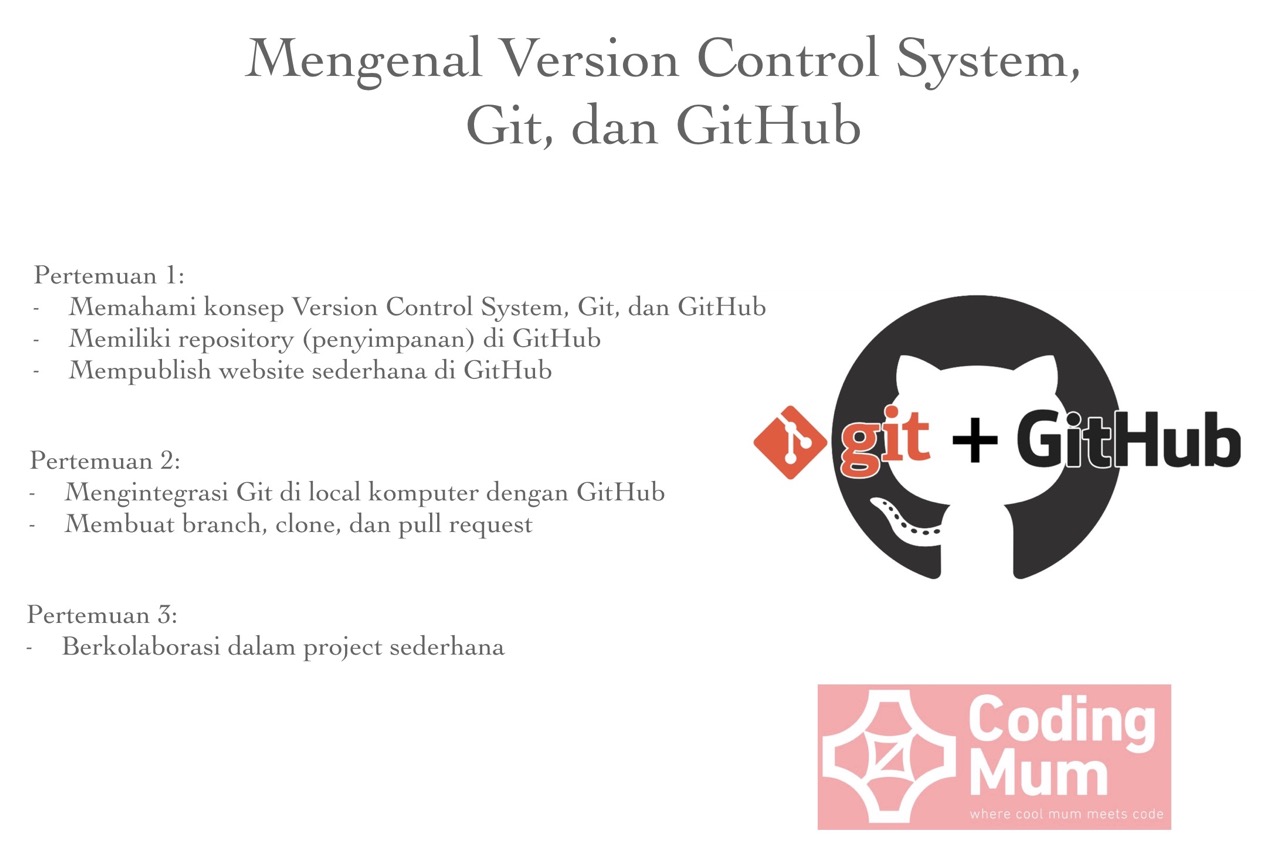 Mengenal Version Control System,
Git, dan GitHub
Pertemuan 1:
- Memahami konsep Version Control System, Git, dan GitHub
- Memiliki repository (penyimpanan) di GitHub
- Mempublish website sederhana di GitHub
Pertemuan 2:
- Mengintegrasi Git di local komputer dengan GitHub
- Membuat branch, clone, dan pull request
Pertemuan 3:
- Berkolaborasi dalam project sederhana
git + GitHub
Coding
Mum
where cool mum meets code